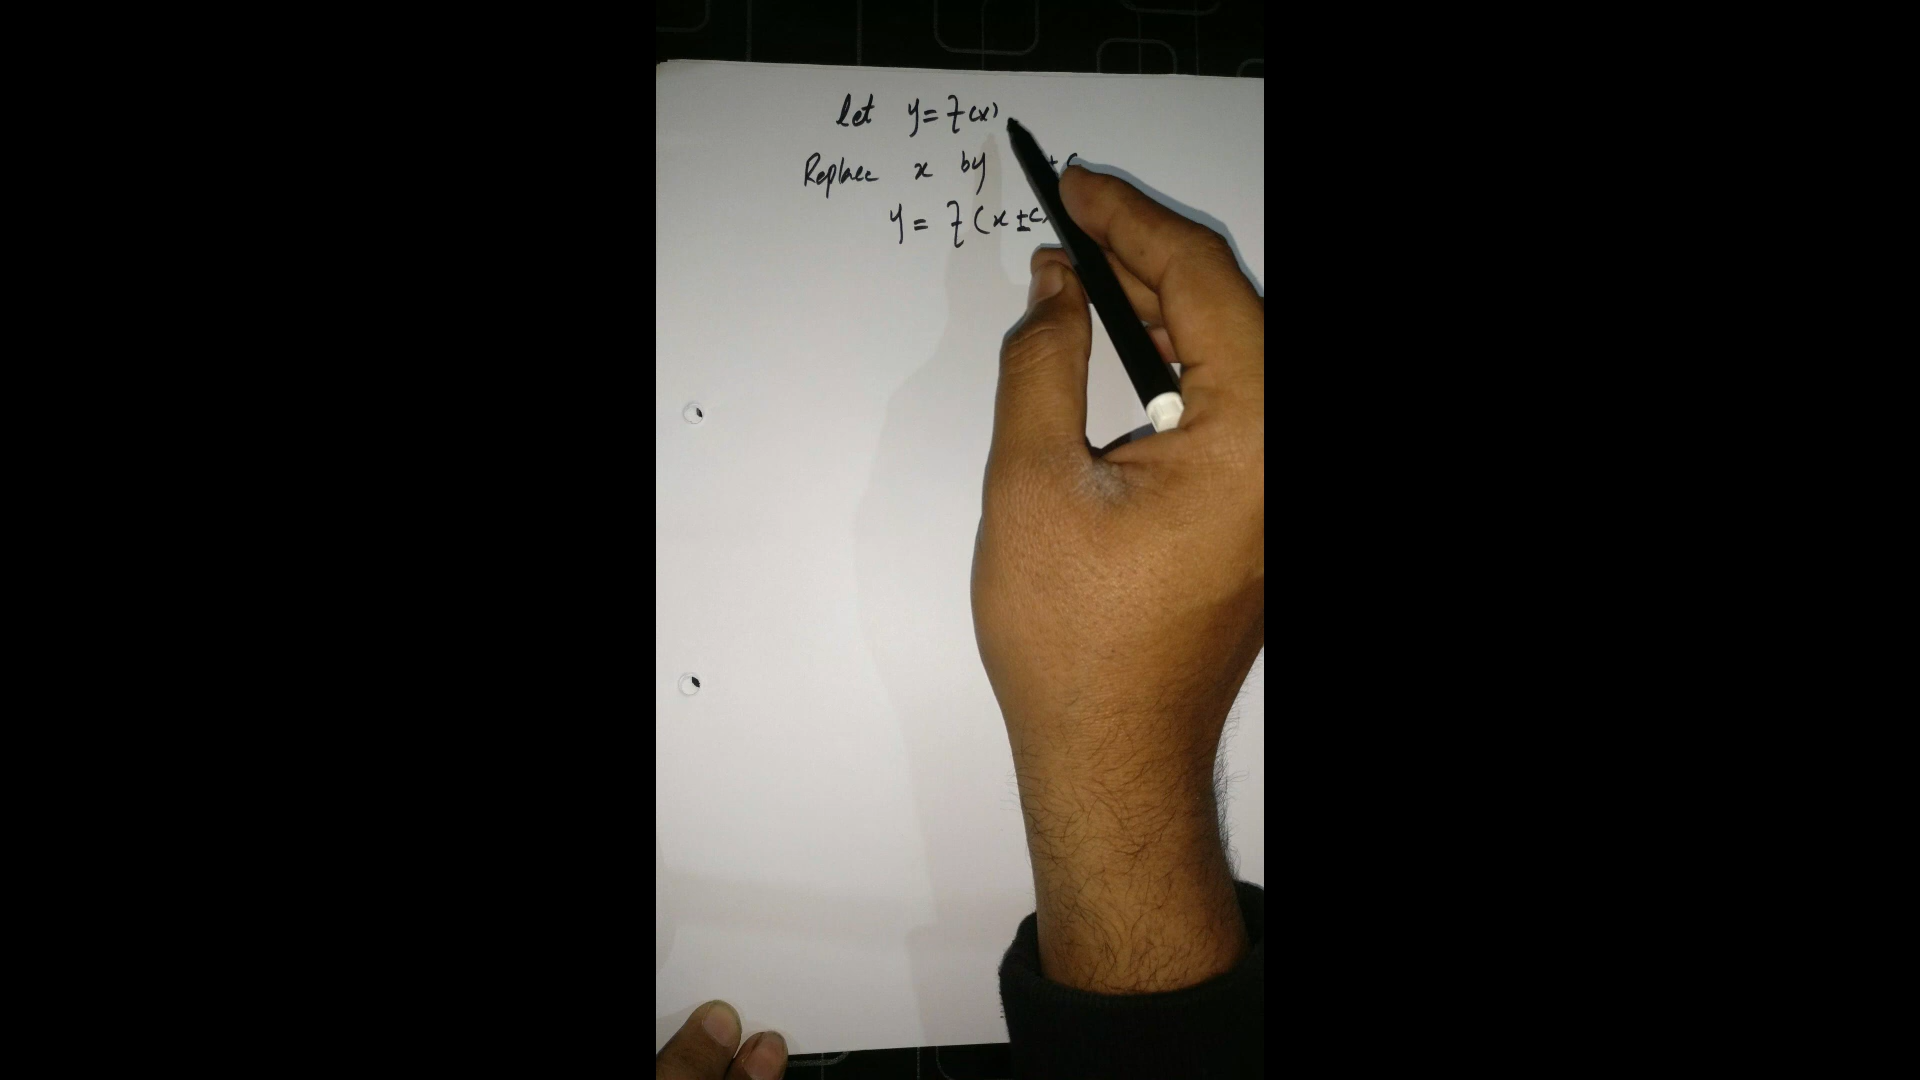 let y = f(x)
Replace x by ± c
y = f(x ± c)